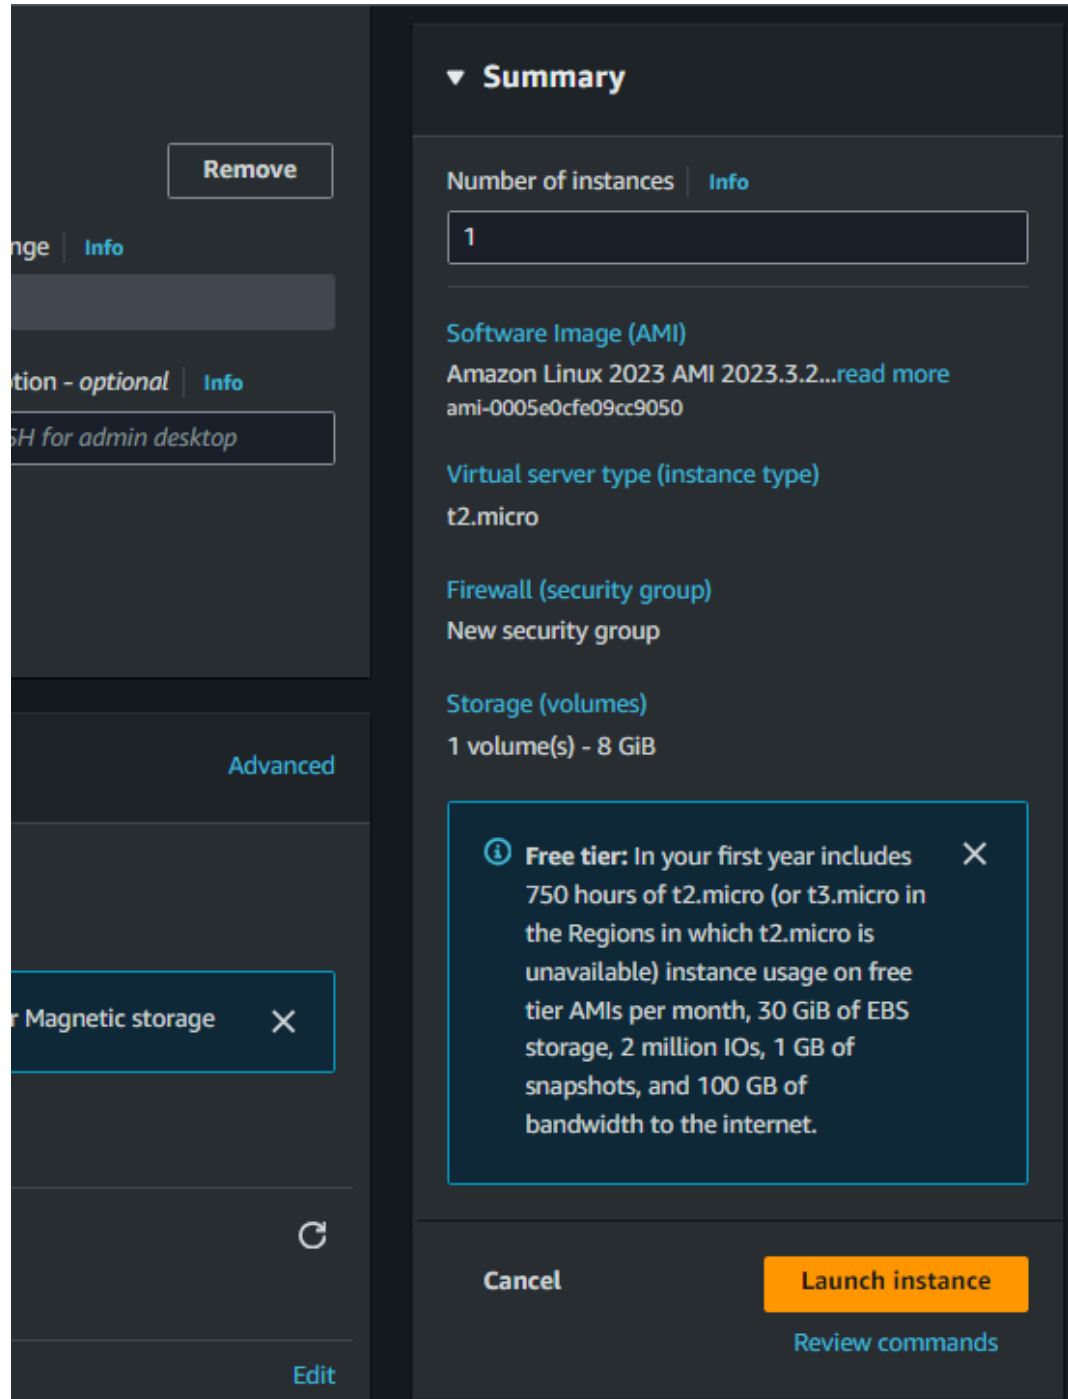 Remove
nge Info
tion - optional Info
SH for admin desktop
Advanced
r Magnetic storage
Edit
Summary
Number of instances Info
1
Software Image (AMI)
Amazon Linux 2023 AMI 2023.3.2...read more
ami-0005e0cfe09cc9050
Virtual server type (instance type)
t2.micro
Firewall (security group)
New security group
Storage (volumes)
1 volume(s) - 8 GiB
Free tier: In your first year includes
750 hours of t2.micro (or t3.micro in
the Regions in which t2.micro is
unavailable) instance usage on free
tier AMIs per month, 30 GiB of EBS
storage, 2 million IOs, 1 GB of
snapshots, and 100 GB of
bandwidth to the internet.
Cancel
Launch instance
Review commands